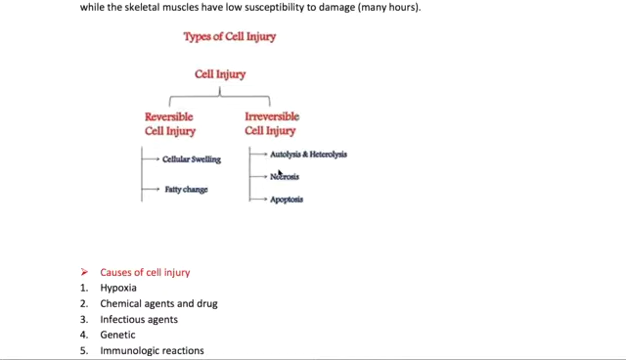 while the skeletal muscles have low susceptibility to damage (many hours).
Types of Cell Injury
Cell Injury
Reversible
Cell Injury
Irreversible
Cell Injury
Cellular Swelling
Fatty change
Autolysis & Heterolysis
Necrosis
Apoptosis
➢ Causes of cell injury
1. Hypoxia
2. Chemical agents and drug
3. Infectious agents
4. Genetic
5. Immunologic reactions